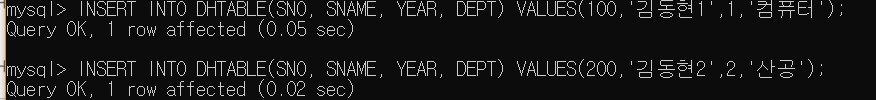 mysql> INSERT INTO DHTABLE(SNO, SNAME, YEAR, DEPT) VALUES(100,'김동현1',1,'컴퓨터');
Query OK, 1 row affected (0.05 sec)
mysql> INSERT INTO DHTABLE(SNO, SNAME, YEAR, DEPT) VALUES(200,'김동현2',2,'산공');
Query OK, 1 row affected (0.02 sec)